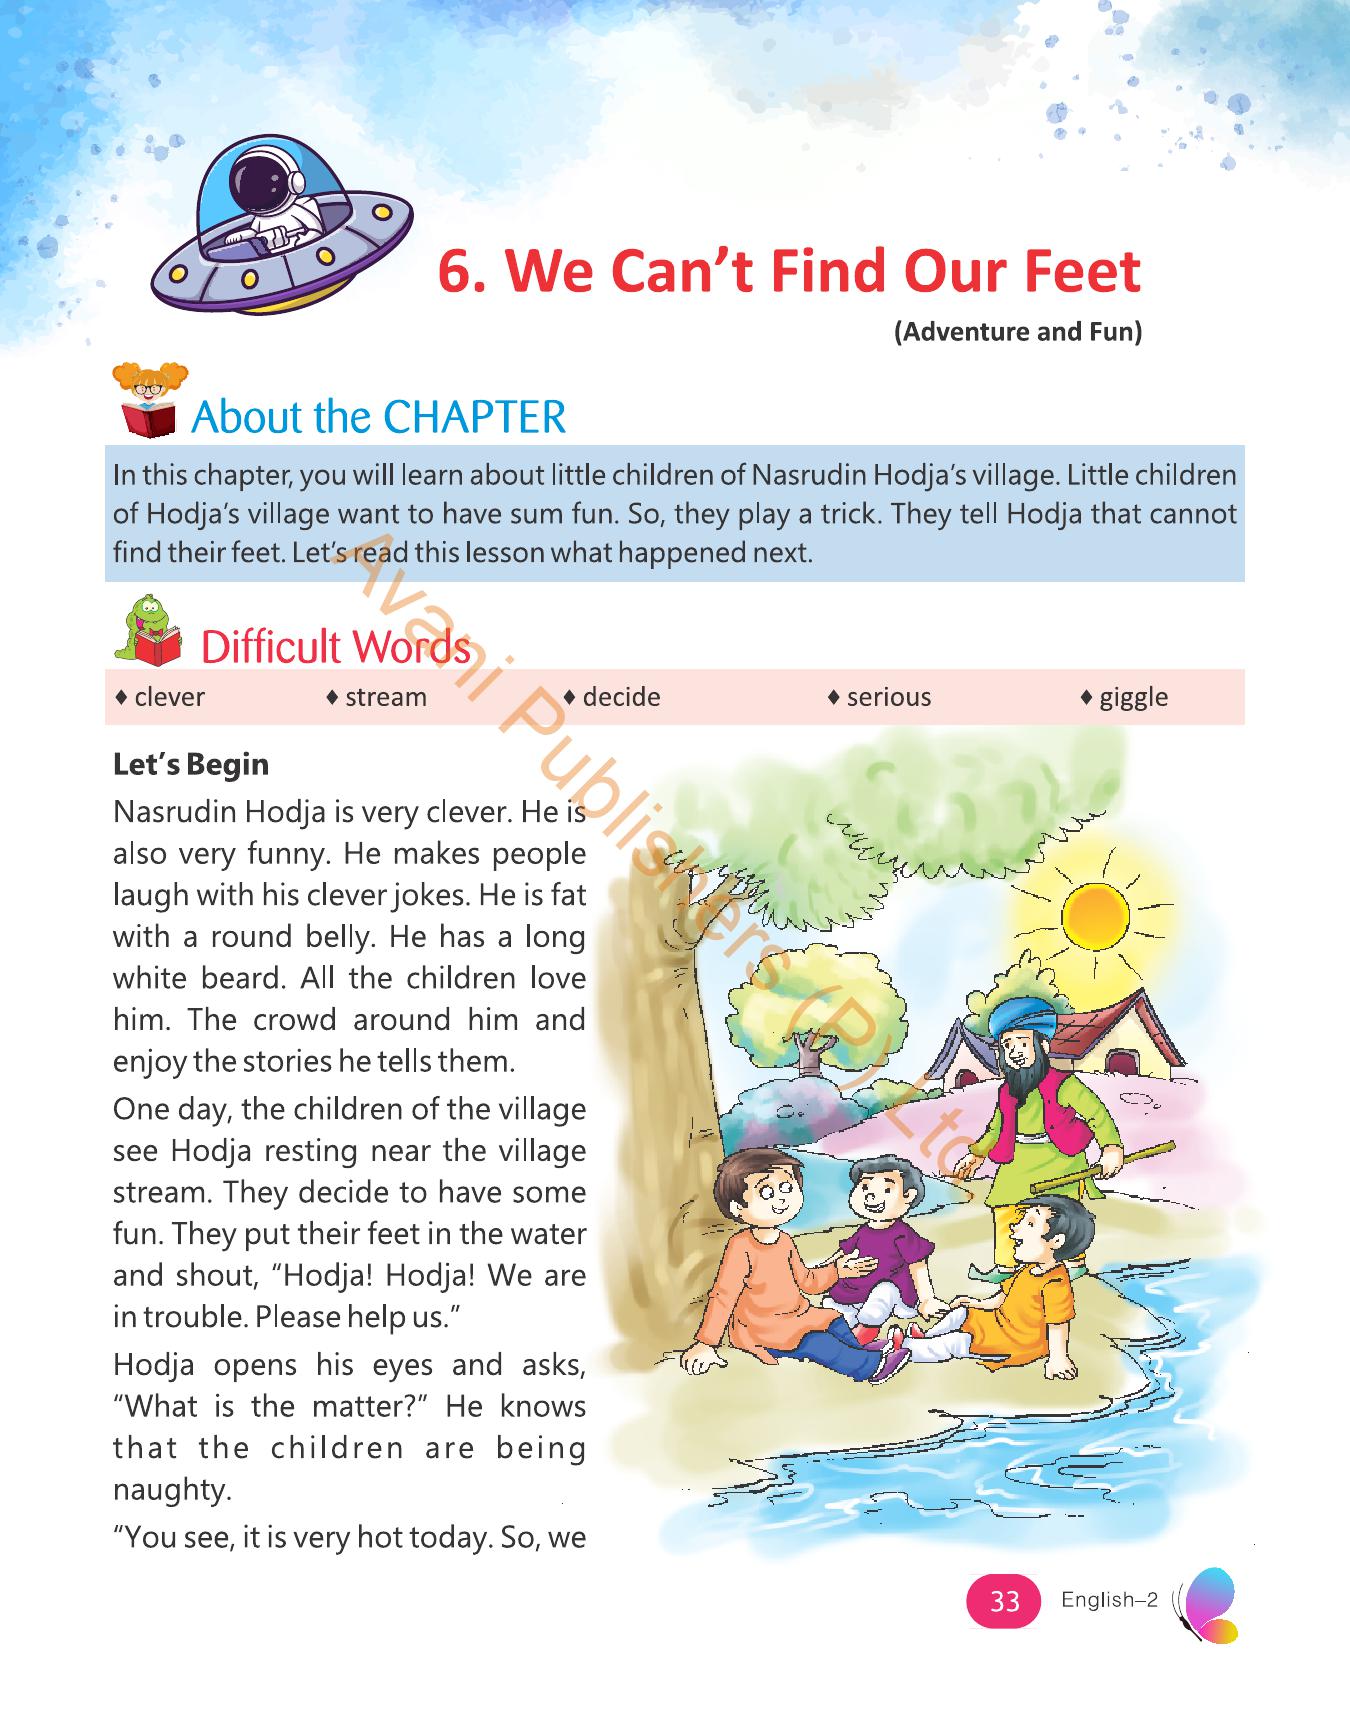 6. We Can't Find Our Feet
(Adventure and Fun)
About the CHAPTER
In this chapter, you will learn about little children of Nasrudin Hodja's village. Little children
of Hodja's village want to have sum fun. So, they play a trick. They tell Hodja that cannot
find their feet. Let's read this lesson what happened next.
Difficult Words
♦ clever ♦ stream ♦ decide ♦ serious ♦ giggle
Let's Begin
Nasrudin Hodja is very clever. He is
also very funny. He makes people
laugh with his clever jokes. He is fat
with a round belly. He has a long
white beard. All the children love
him. The crowd around him and
enjoy the stories he tells them.
One day, the children of the village
see Hodja resting near the village
stream. They decide to have some
fun. They put their feet in the water
and shout, "Hodja! Hodja! We are
in trouble. Please help us."
Hodja opens his eyes and asks,
"What is the matter?" He knows
that the children are being
naughty.
"You see, it is very hot today. So, we
Avani Publishers (P) Ltd
33 English–2